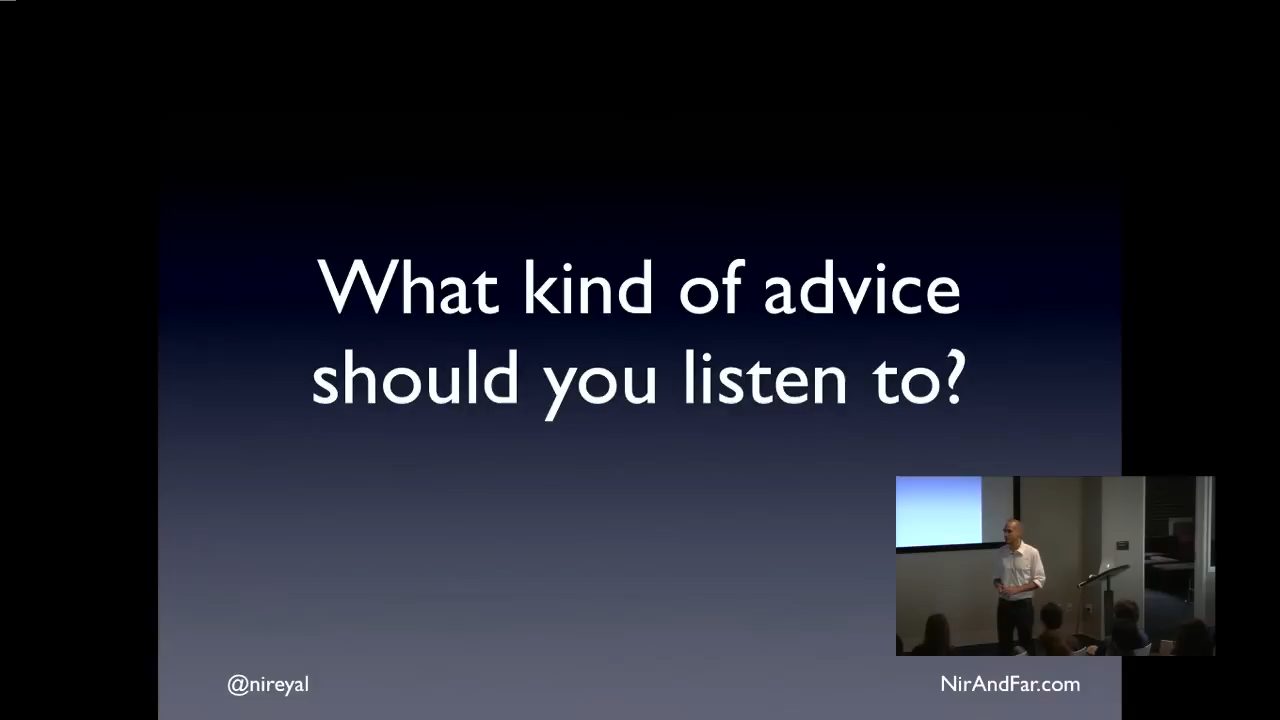 What kind of advice
should you listen to?
@nireyal
NirAndFar.com